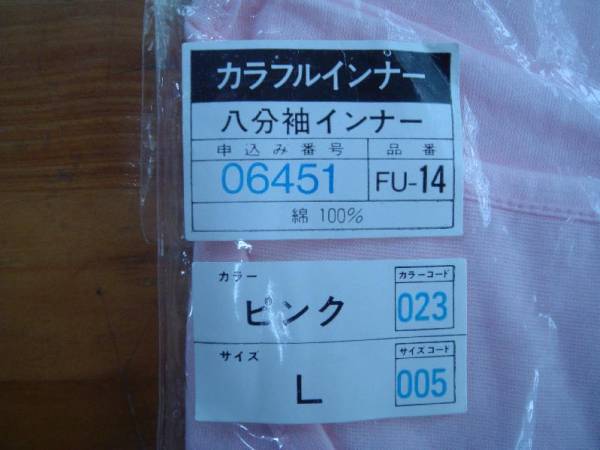 カラフルインナー
八分袖インナー
申込み番号 品番
06451 FU-14
綿 100%
カラー カラーコード
ピンク 023
サイズ サイズコード
L 005